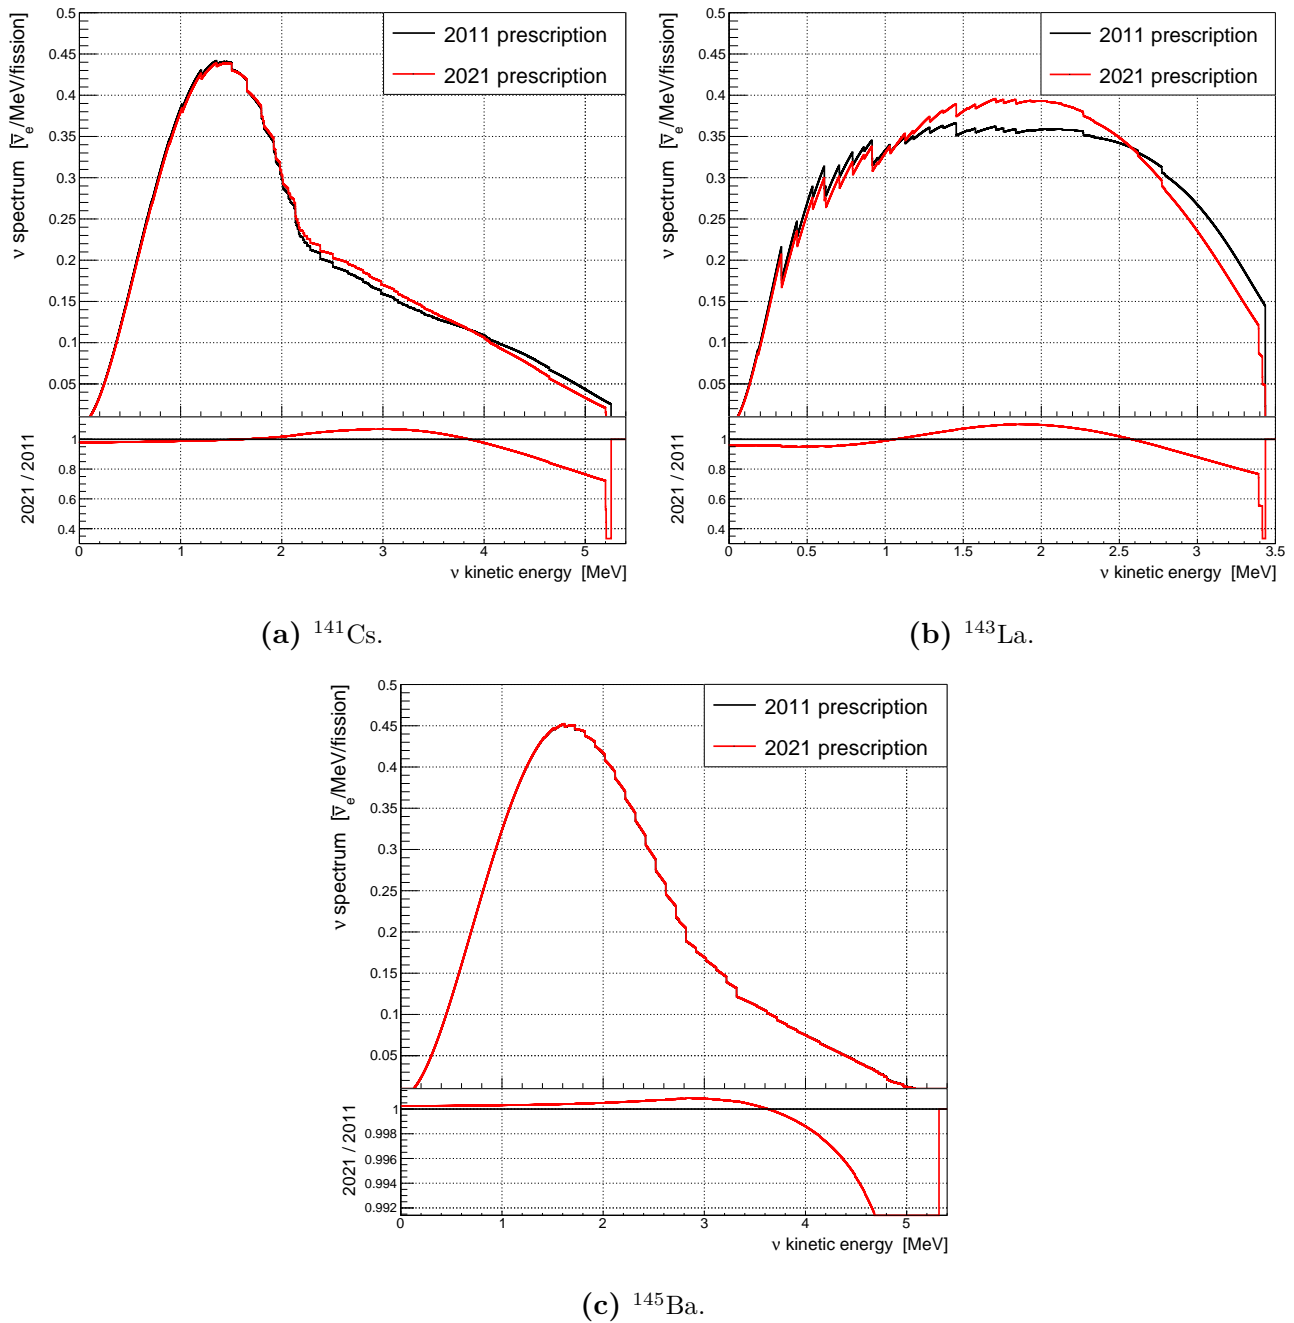 ν spectrum [ν̅e/MeV/fission]
0.5
0.45
0.4
0.35
0.3
0.25
0.2
0.15
0.1
0.05
2011 prescription
2021 prescription
2021 / 2011
1
0.8
0.6
0.4
0 1 2 3 4 5
ν kinetic energy [MeV]
(a) ¹⁴¹Cs.
ν spectrum [ν̅e/MeV/fission]
0.5
0.45
0.4
0.35
0.3
0.25
0.2
0.15
0.1
0.05
2011 prescription
2021 prescription
2021 / 2011
1
0.8
0.6
0.4
0 0.5 1 1.5 2 2.5 3 3.5
ν kinetic energy [MeV]
(b) ¹⁴³La.
ν spectrum [ν̅e/MeV/fission]
0.5
0.45
0.4
0.35
0.3
0.25
0.2
0.15
0.1
0.05
2011 prescription
2021 prescription
2021 / 2011
1
0.998
0.996
0.994
0.992
0 1 2 3 4 5
ν kinetic energy [MeV]
(c) ¹⁴⁵Ba.